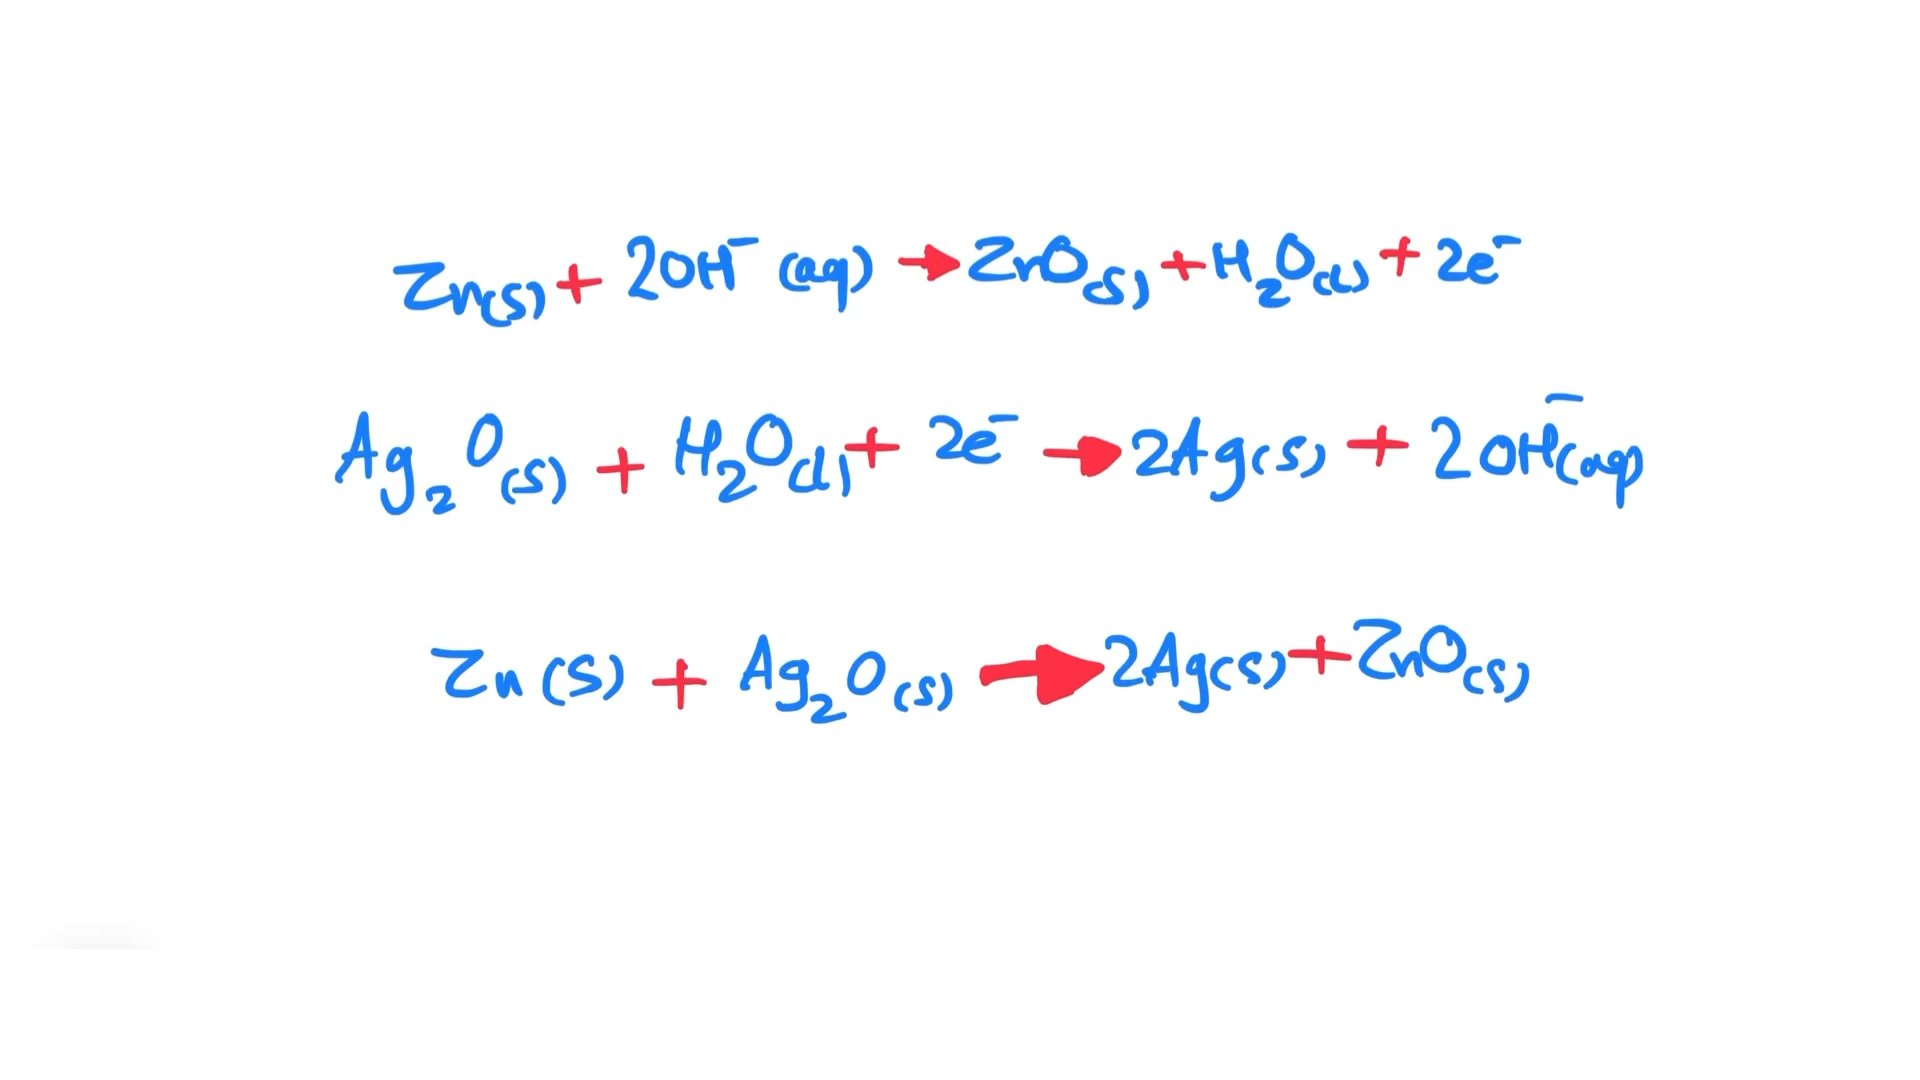 Zn(s) + 2OH⁻ (aq) → ZnO(s) + H₂O(l) + 2e⁻
Ag₂O(s) + H₂O(l) + 2e⁻ → 2Ag(s) + 2OH⁻(aq)
Zn(s) + Ag₂O(s) → 2Ag(s) + ZnO(s)